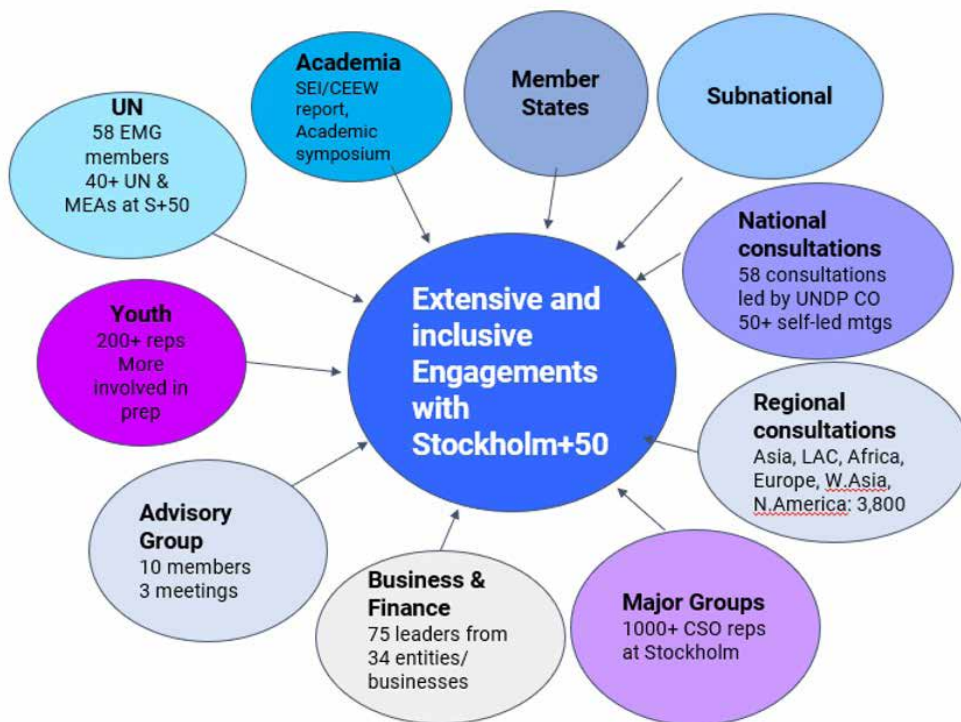 Academia
SEI/CEEW
report,
Academic
symposium
Member
States
Subnational
UN
58 EMG
members
40+ UN &
MEAs at S+50
National
consultations
58 consultations
led by UNDP CO
50+ self-led mtgs
Extensive and
inclusive
Engagements
with
Stockholm+50
Youth
200+ reps
More
involved in
prep
Regional
consultations
Asia, LAC, Africa,
Europe, W.Asia,
N.America: 3,800
Advisory
Group
10 members
3 meetings
Business &
Finance
75 leaders from
34 entities/
businesses
Major Groups
1000+ CSO reps
at Stockholm